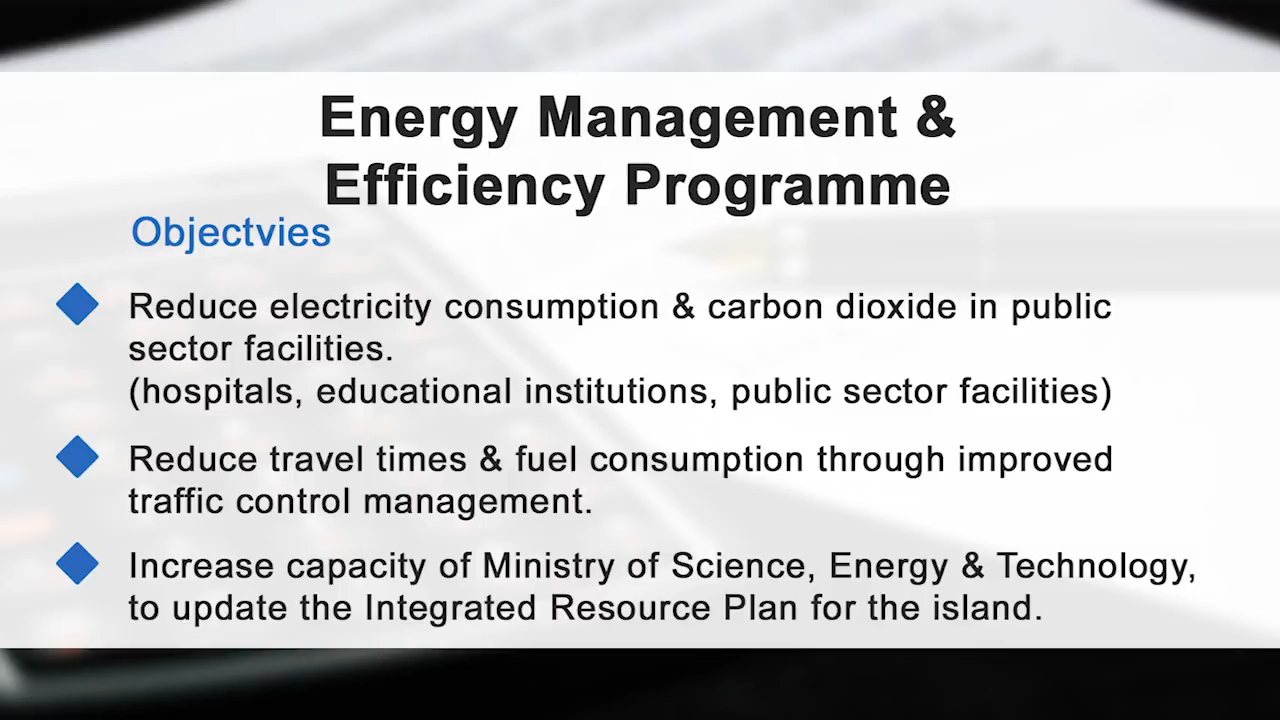 Energy Management &
Efficiency Programme
Objectvies
Reduce electricity consumption & carbon dioxide in public
sector facilities.
(hospitals, educational institutions, public sector facilities)
Reduce travel times & fuel consumption through improved
traffic control management.
Increase capacity of Ministry of Science, Energy & Technology,
to update the Integrated Resource Plan for the island.